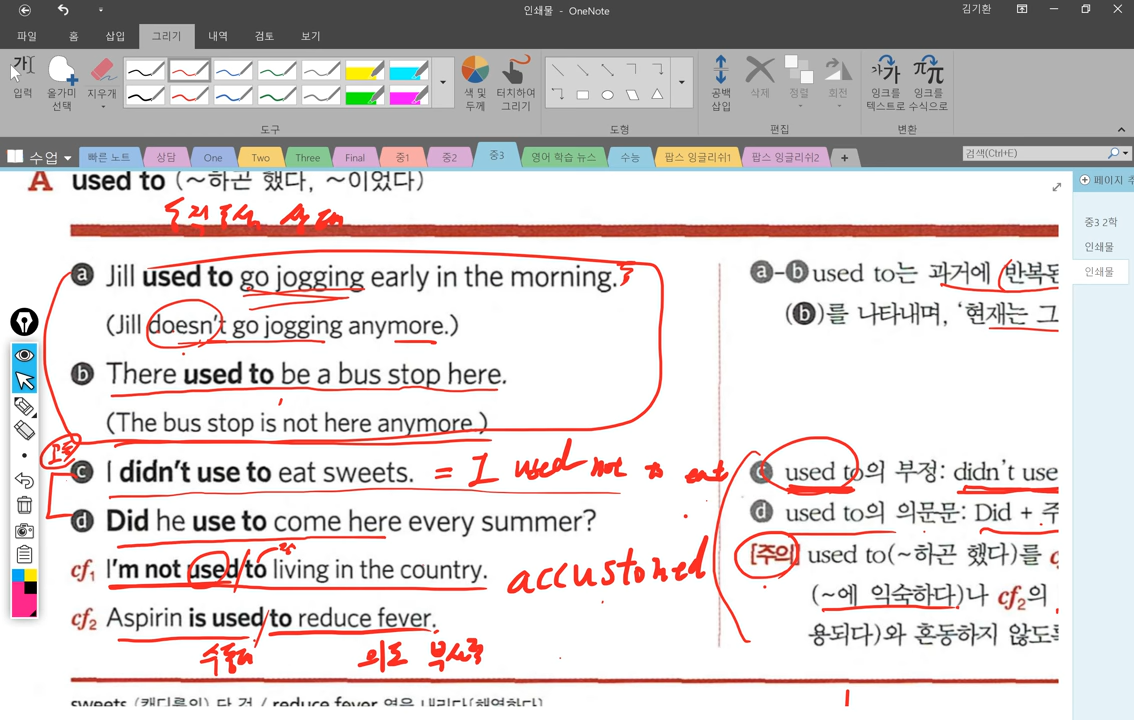 인쇄물 - OneNote
김기환
파일 홈 삽입 그리기 내역 검토 보기
입력 올가미 선택 지우개 색 및 두께 터치하여 그리기 공백 삽입 삭제 정렬 회전 잉크를 텍스트로 잉크를 수식으로
도구 도형 편집 변환
수업 빠른 노트 상담 One Two Three Final 중1 중2 중3 영어 학습 뉴스 수능 팝스 잉글리쉬1 팝스 잉글리쉬2 검색(Ctrl+E)
페이지 추
중3 2학
인쇄물
인쇄물
A used to (~하곤 했다, ~이었다)
a Jill used to go jogging early in the morning.
(Jill doesn't go jogging anymore.)
b There used to be a bus stop here.
(The bus stop is not here anymore.)
c I didn't use to eat sweets. = I used not to eat
d Did he use to come here every summer?
cf1 I'm not used to living in the country. accustoned
cf2 Aspirin is used to reduce fever.
수동태
sweets (캔디류의) 단 것 / reduce fever 열을 내리다(해열하다)
a-b used to는 과거에 반복된
(b)를 나타내며, '현재는 그
c used to의 부정: didn't use
d used to의 의문문: Did + 주
[주의] used to(~하곤 했다)를
(~에 익숙하다)나 cf2의
용되다)와 혼동하지 않도록